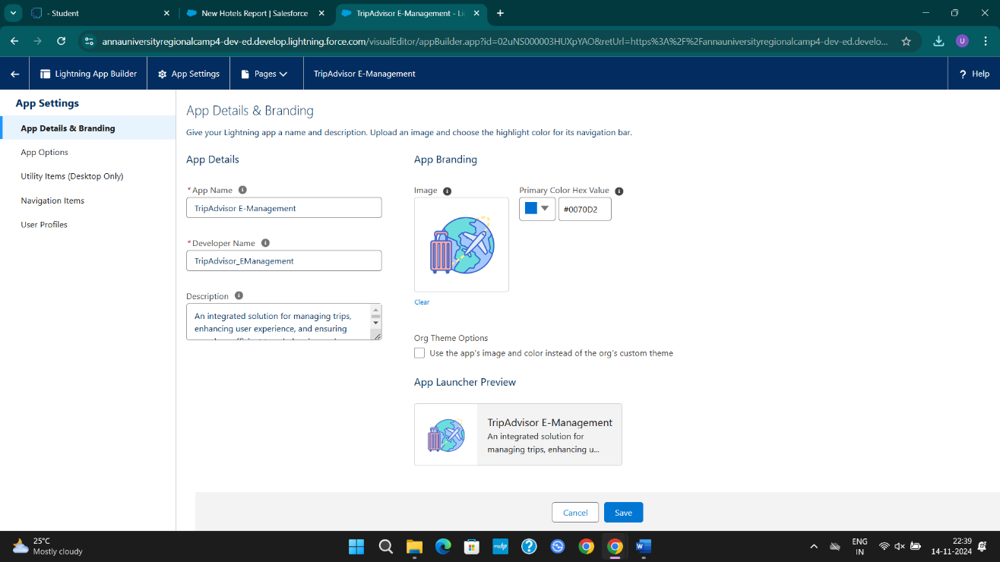 - Student
New Hotels Report | Salesforce
TripAdvisor E-Management - Li
annauniversityregionalcamp4-dev-ed.develop.lightning.force.com/visualEditor/appBuilder.app?id=02uNS000003HUXpYAO&retUrl=https%3A%2F%2Fannauniversityregionalcamp4-dev-ed.develo...
U
Lightning App Builder
App Settings
Pages
TripAdvisor E-Management
? Help
App Settings
App Details & Branding
App Options
Utility Items (Desktop Only)
Navigation Items
User Profiles
App Details & Branding
Give your Lightning app a name and description. Upload an image and choose the highlight color for its navigation bar.
App Details
* App Name
TripAdvisor E-Management
* Developer Name
TripAdvisor_EManagement
Description
An integrated solution for managing trips,
enhancing user experience, and ensuring
App Branding
Image
Primary Color Hex Value
#0070D2
Clear
Org Theme Options
Use the app's image and color instead of the org's custom theme
App Launcher Preview
TripAdvisor E-Management
An integrated solution for
managing trips, enhancing u...
Cancel
Save
25°C
Mostly cloudy
myhp
W
ENG
IN
22:39
14-11-2024